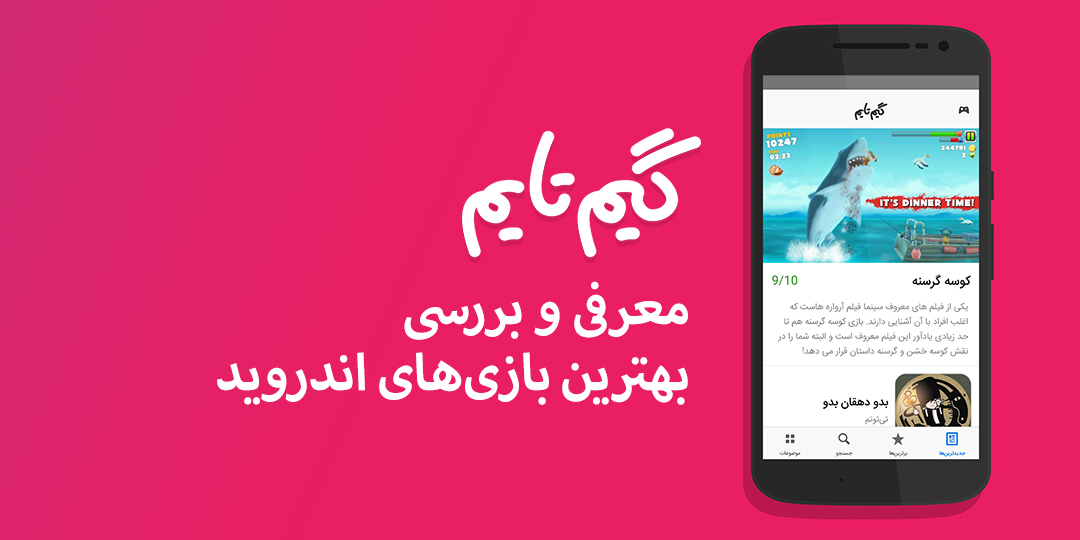 گیم‌تایم
معرفی و بررسی
بهترین بازی‌های اندروید
گیم‌تایم
POINTS
10247
02:23
244791
2
IT'S DINNER TIME!
کوسه گرسنه
9/10
یکی از فیلم های معروف سینما فیلم آرواره هاست که
اغلب افراد با آن آشنایی دارند. بازی کوسه گرسنه هم تا
حد زیادی یادآور این فیلم معروف است و البته شما را در
نقش کوسه خشن و گرسنه داستان قرار می دهد!
بدو دهقان بدو
تی‌توتم
جدیدترین‌ها
برترین‌ها
جستجو
موضوعات